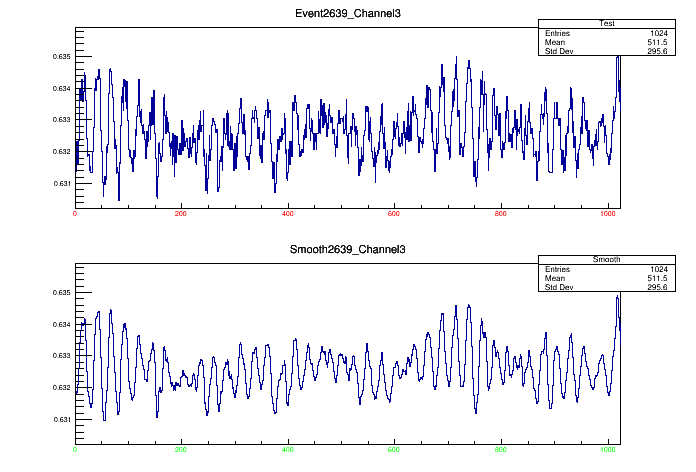 Event2639_Channel3
Test
Entries 1024
Mean 511.5
Std Dev 295.6
0.635
0.634
0.633
0.632
0.631
0 200 400 600 800 1000
Smooth2639_Channel3
Smooth
Entries 1024
Mean 511.5
Std Dev 295.6
0.635
0.634
0.633
0.632
0.631
0 200 400 600 800 1000